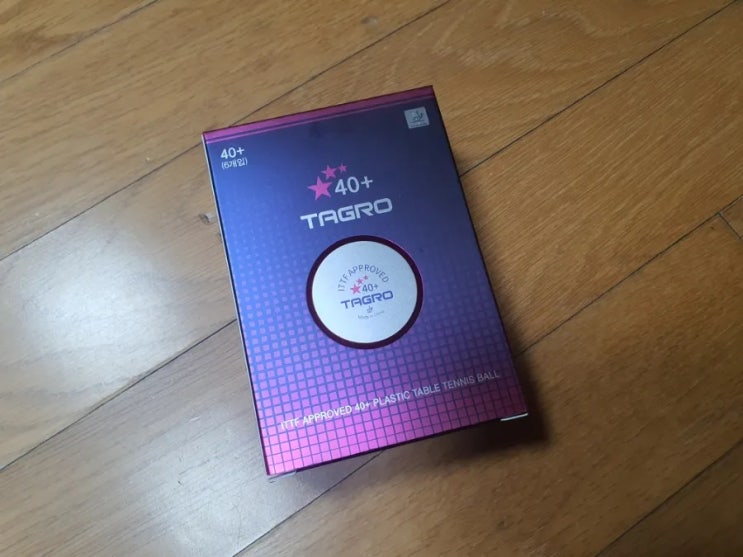 40+
(6개입)
40+
TAGRO
ITTF APPROVED
40+
TAGRO
ITTF APPROVED 40+ PLASTIC TABLE TENNIS BALL